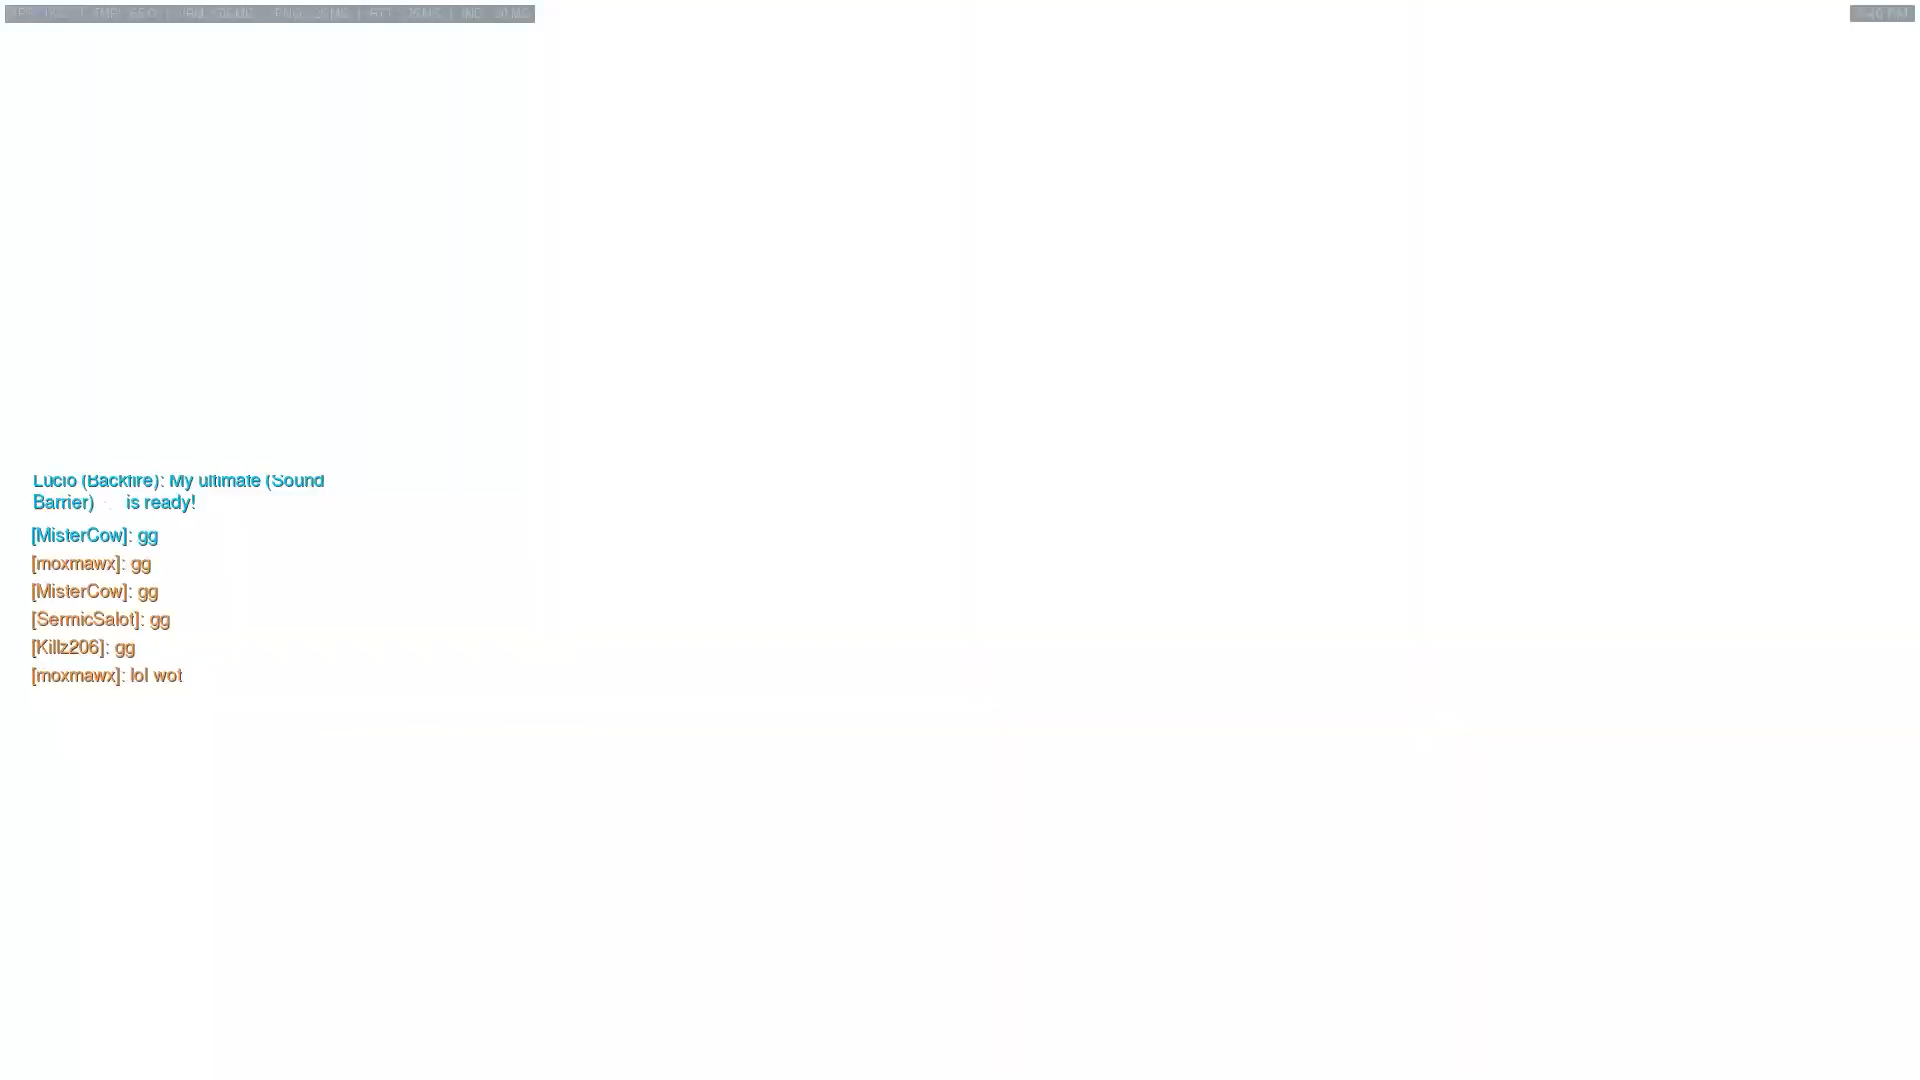 Lúcio (Backfire): My ultimate (Sound
Barrier) is ready!
[MisterCow]: gg
[moxmawx]: gg
[MisterCow]: gg
[SermicSalot]: gg
[Killz206]: gg
[moxmawx]: lol wot